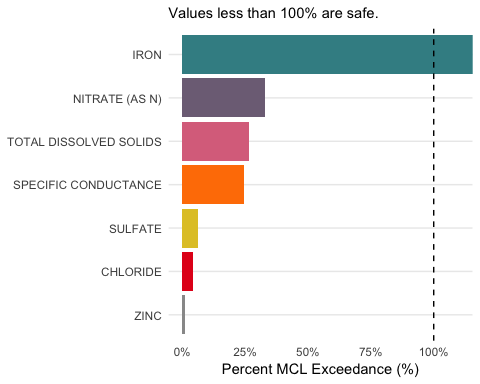 Values less than 100% are safe.
IRON
NITRATE (AS N)
TOTAL DISSOLVED SOLIDS
SPECIFIC CONDUCTANCE
SULFATE
CHLORIDE
ZINC
0% 25% 50% 75% 100%
Percent MCL Exceedance (%)